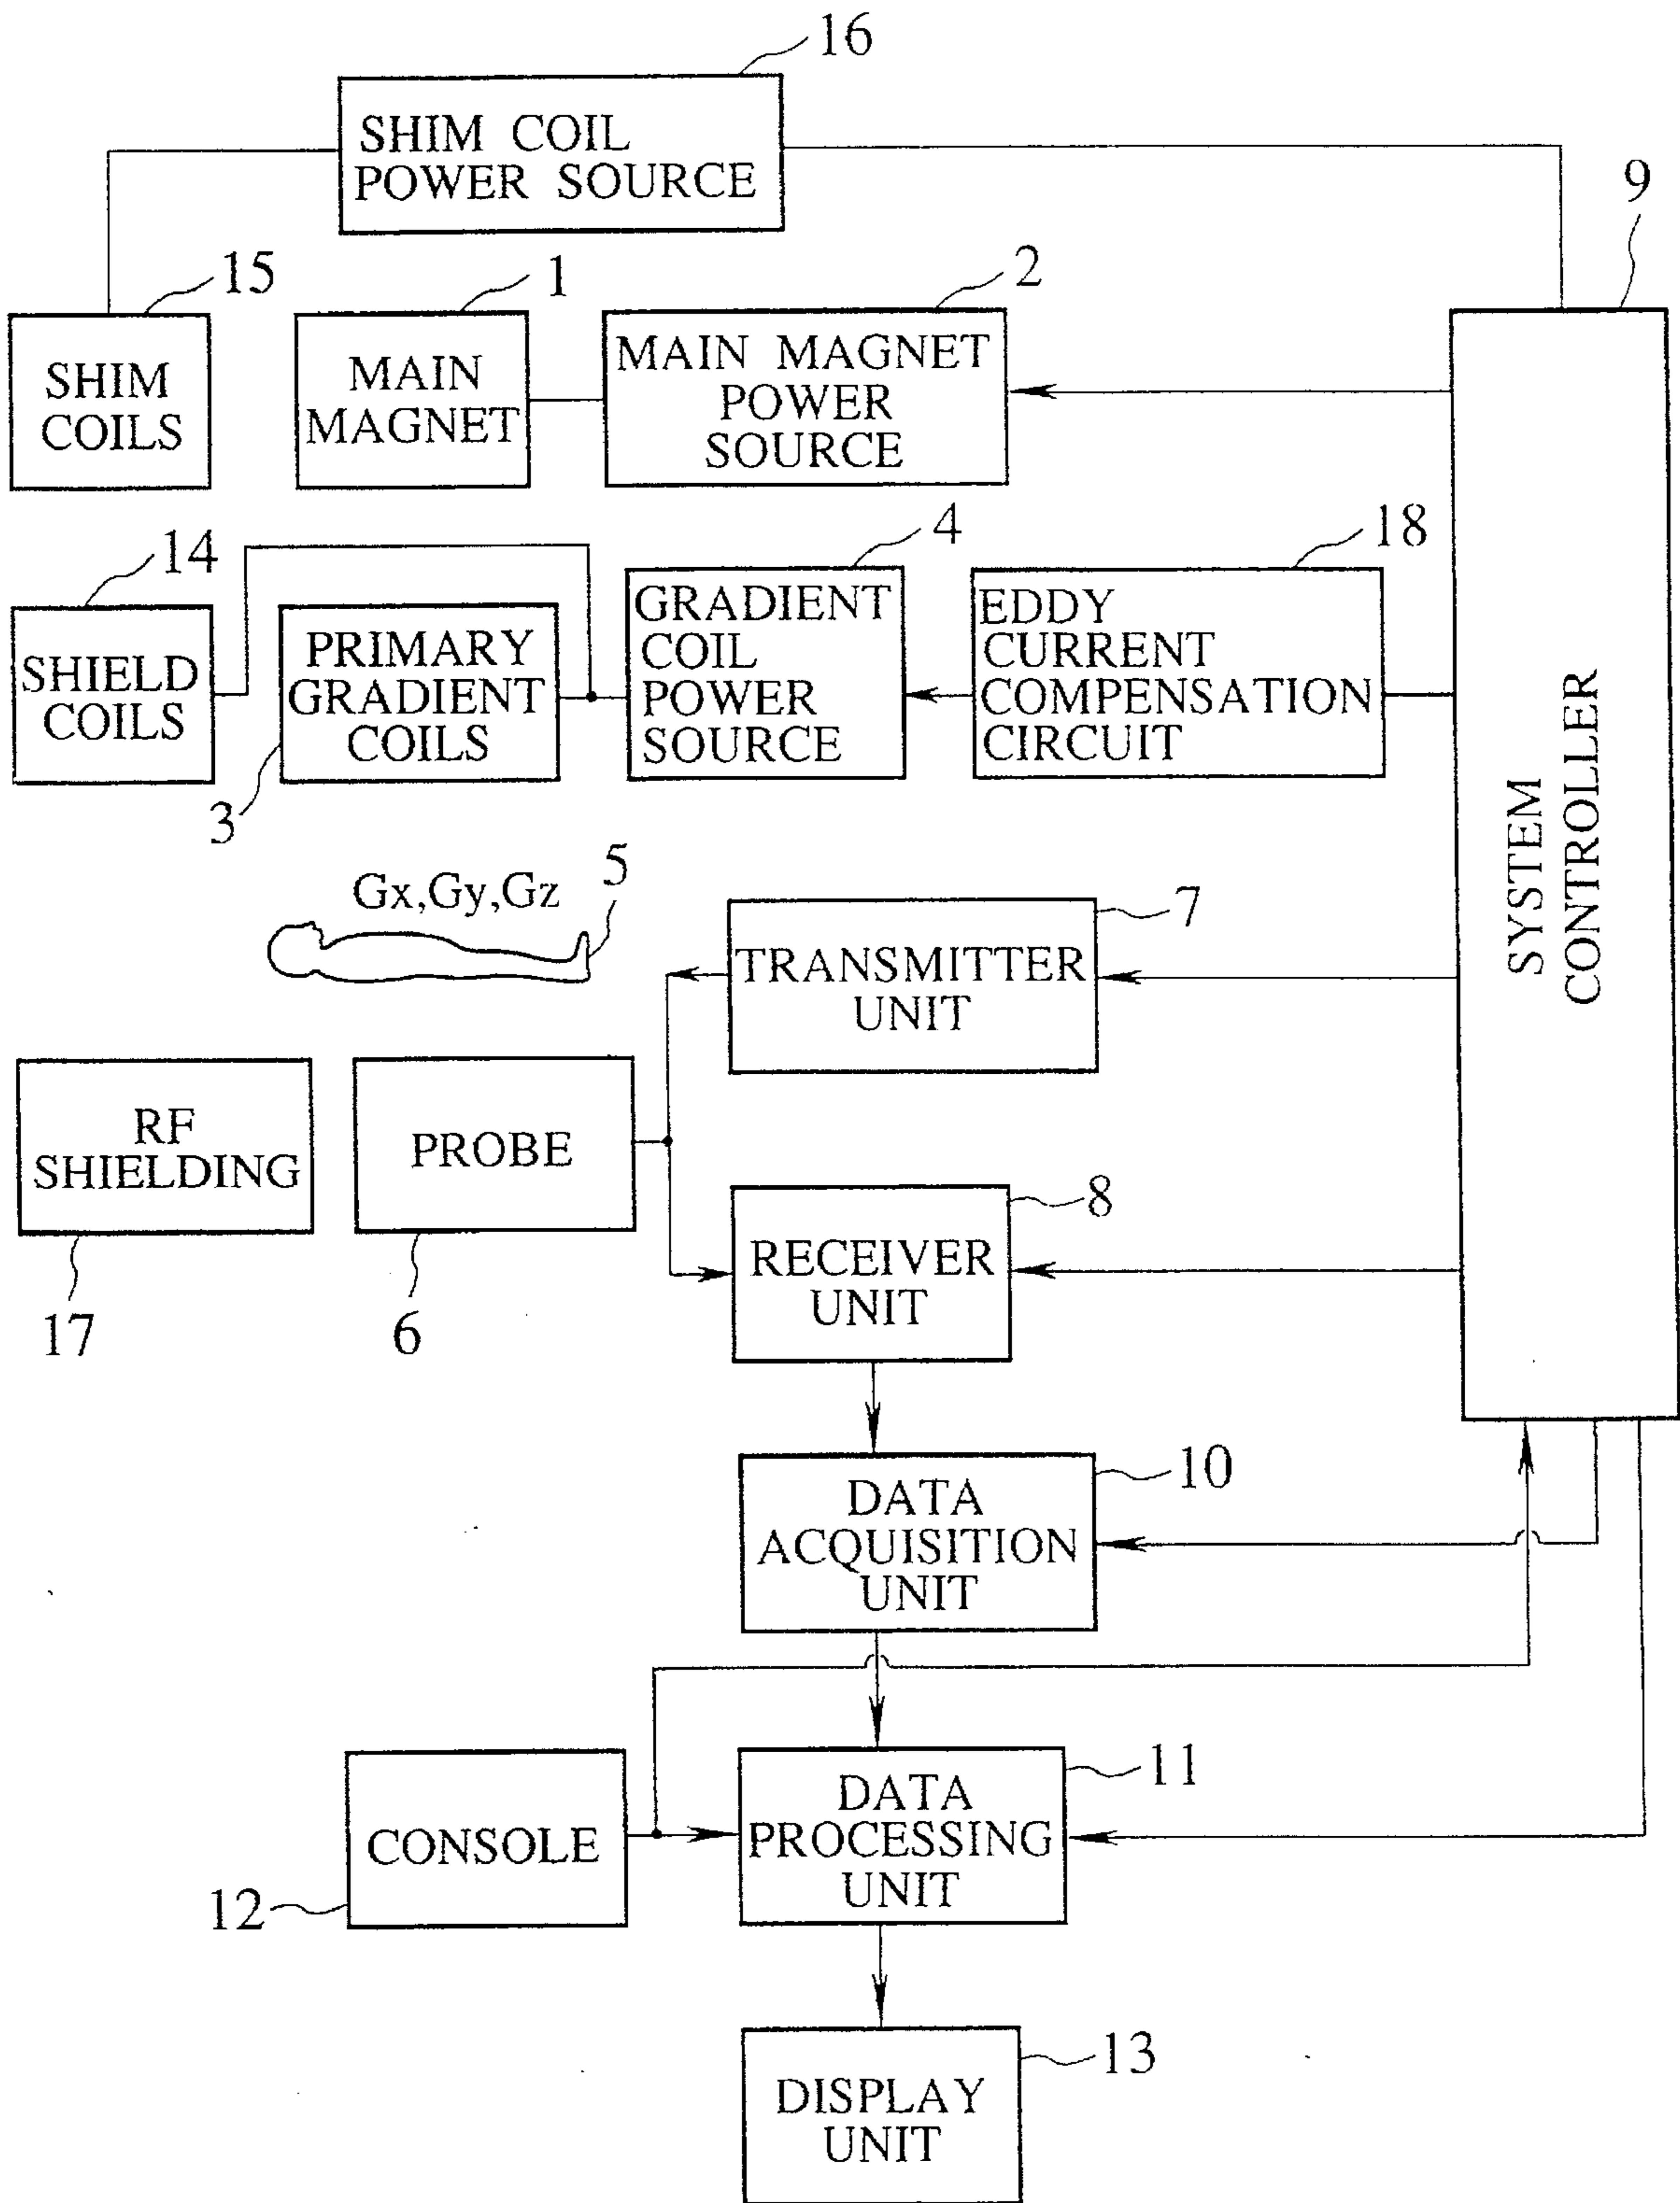 16
SHIM COIL
POWER SOURCE
9
15
1
2
SHIM
COILS
MAIN
MAGNET
MAIN MAGNET
POWER
SOURCE
14
4
18
SHIELD
COILS
PRIMARY
GRADIENT
COILS
GRADIENT
COIL
POWER
SOURCE
EDDY
CURRENT
COMPENSATION
CIRCUIT
3
SYSTEM
CONTROLLER
Gx,Gy,Gz
5
7
TRANSMITTER
UNIT
RF
SHIELDING
PROBE
8
RECEIVER
UNIT
17
6
10
DATA
ACQUISITION
UNIT
11
CONSOLE
DATA
PROCESSING
UNIT
12
13
DISPLAY
UNIT